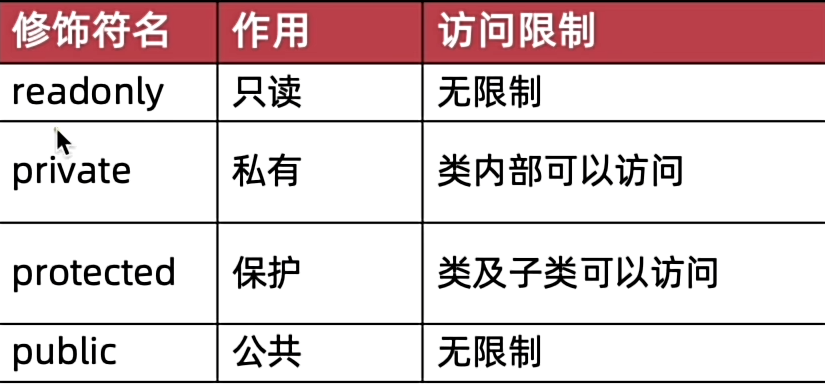 修饰符名 作用 访问限制
readonly 只读 无限制
private 私有 类内部可以访问
protected 保护 类及子类可以访问
public 公共 无限制